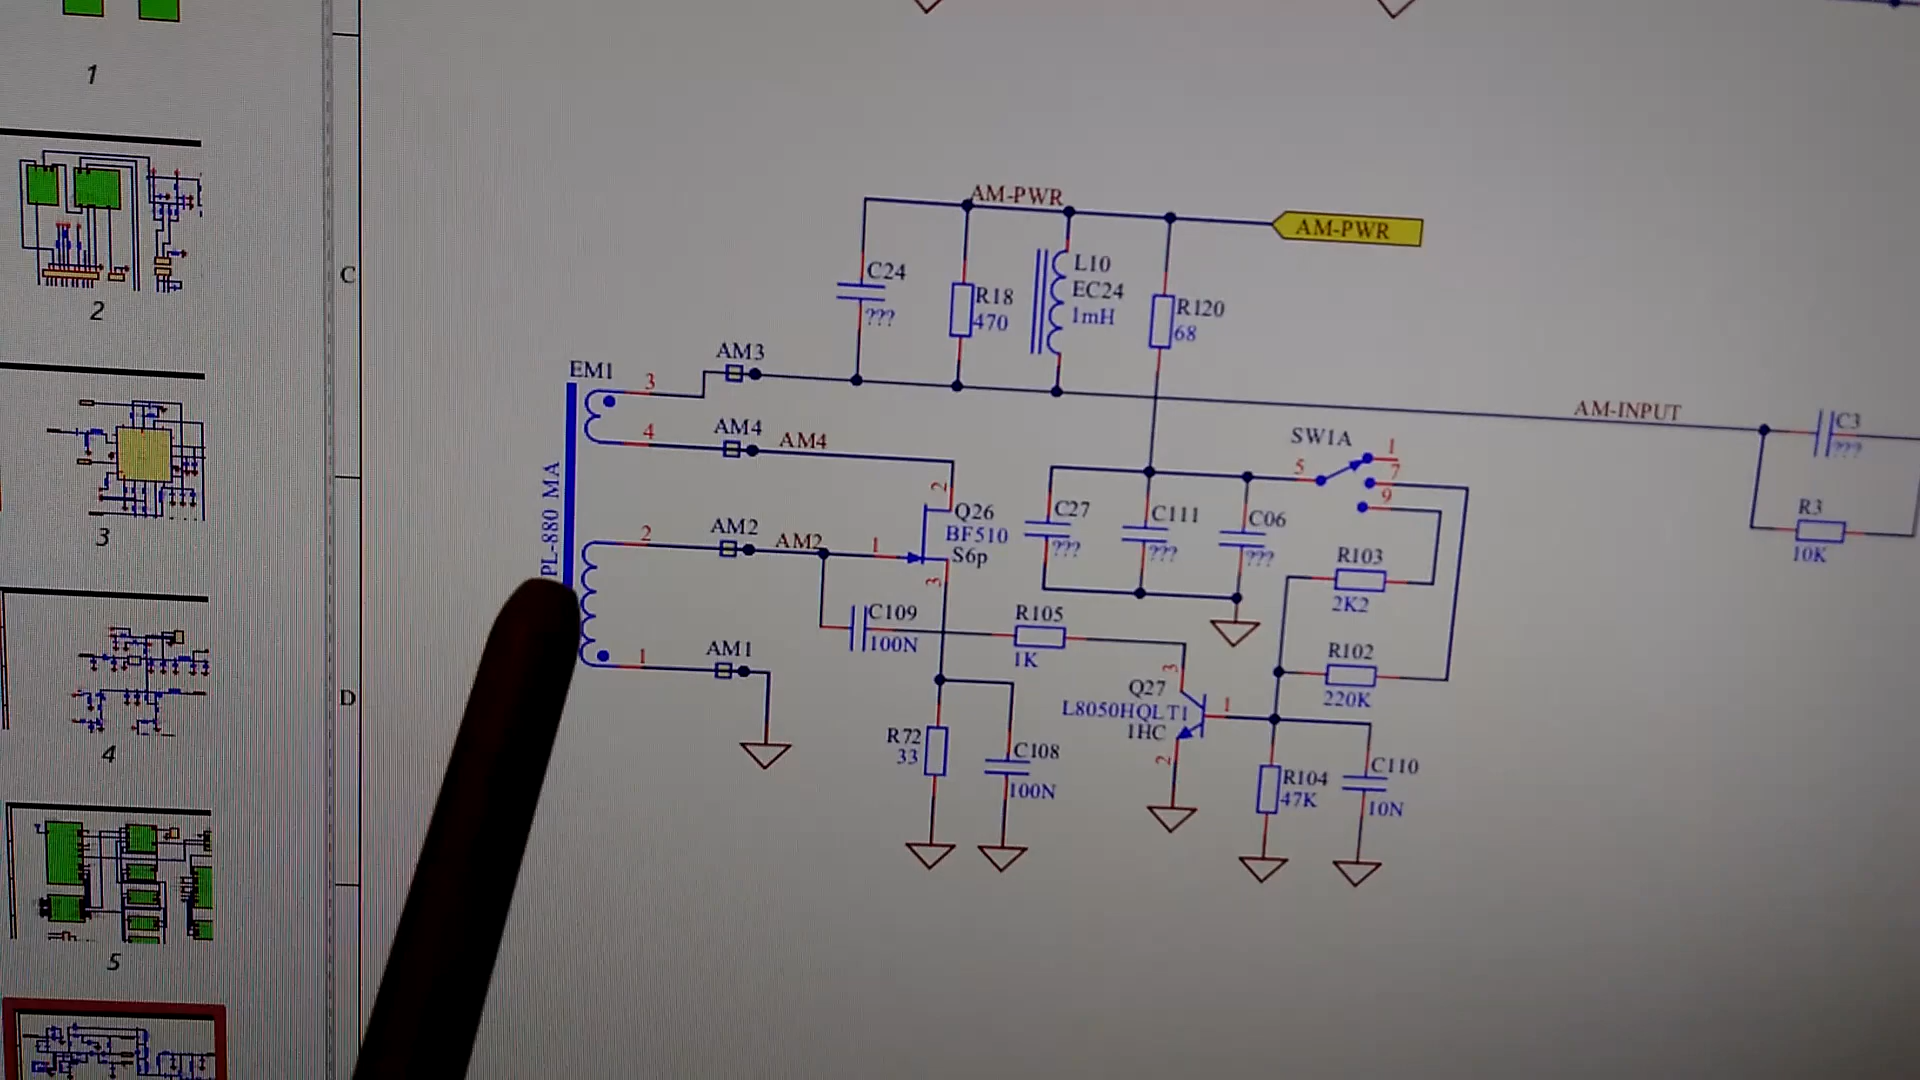 1
2
3
4
5
C
D
AM-PWR
AM-PWR
C24
???
R18
470
L10
EC24
1mH
R120
68
EM1
3
AM3
4
AM4
AM4
PL-880 MA
2
AM2
AM2
1
2
Q26
BF510
S6p
3
1
AM1
C109
100N
R105
1K
R72
33
C108
100N
C27
???
C111
???
C06
???
SW1A
5
1
7
9
R103
2K2
R102
220K
3
Q27
L8050HQLT1
1HC
1
2
R104
47K
C110
10N
AM-INPUT
C3
???
R3
10K